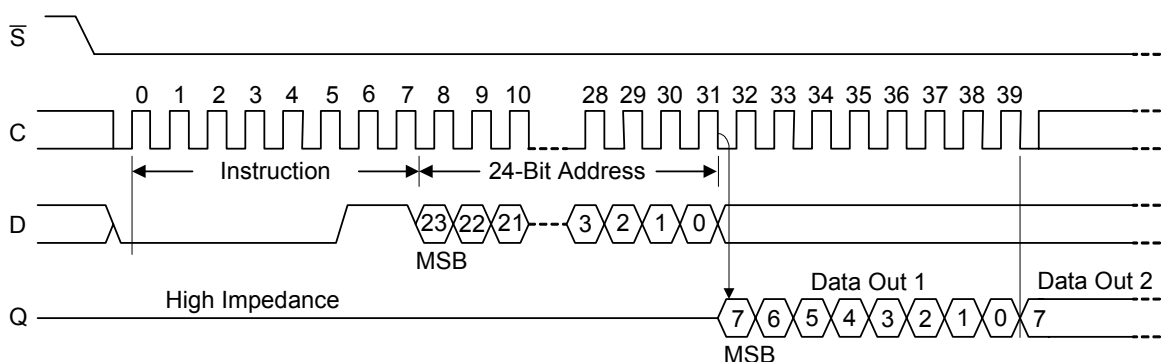 S
0 1 2 3 4 5 6 7 8 9 10 28 29 30 31 32 33 34 35 36 37 38 39
C
Instruction 24-Bit Address
D 23 22 21 3 2 1 0
MSB
High Impedance Data Out 1 Data Out 2
Q 7 6 5 4 3 2 1 0 7
MSB